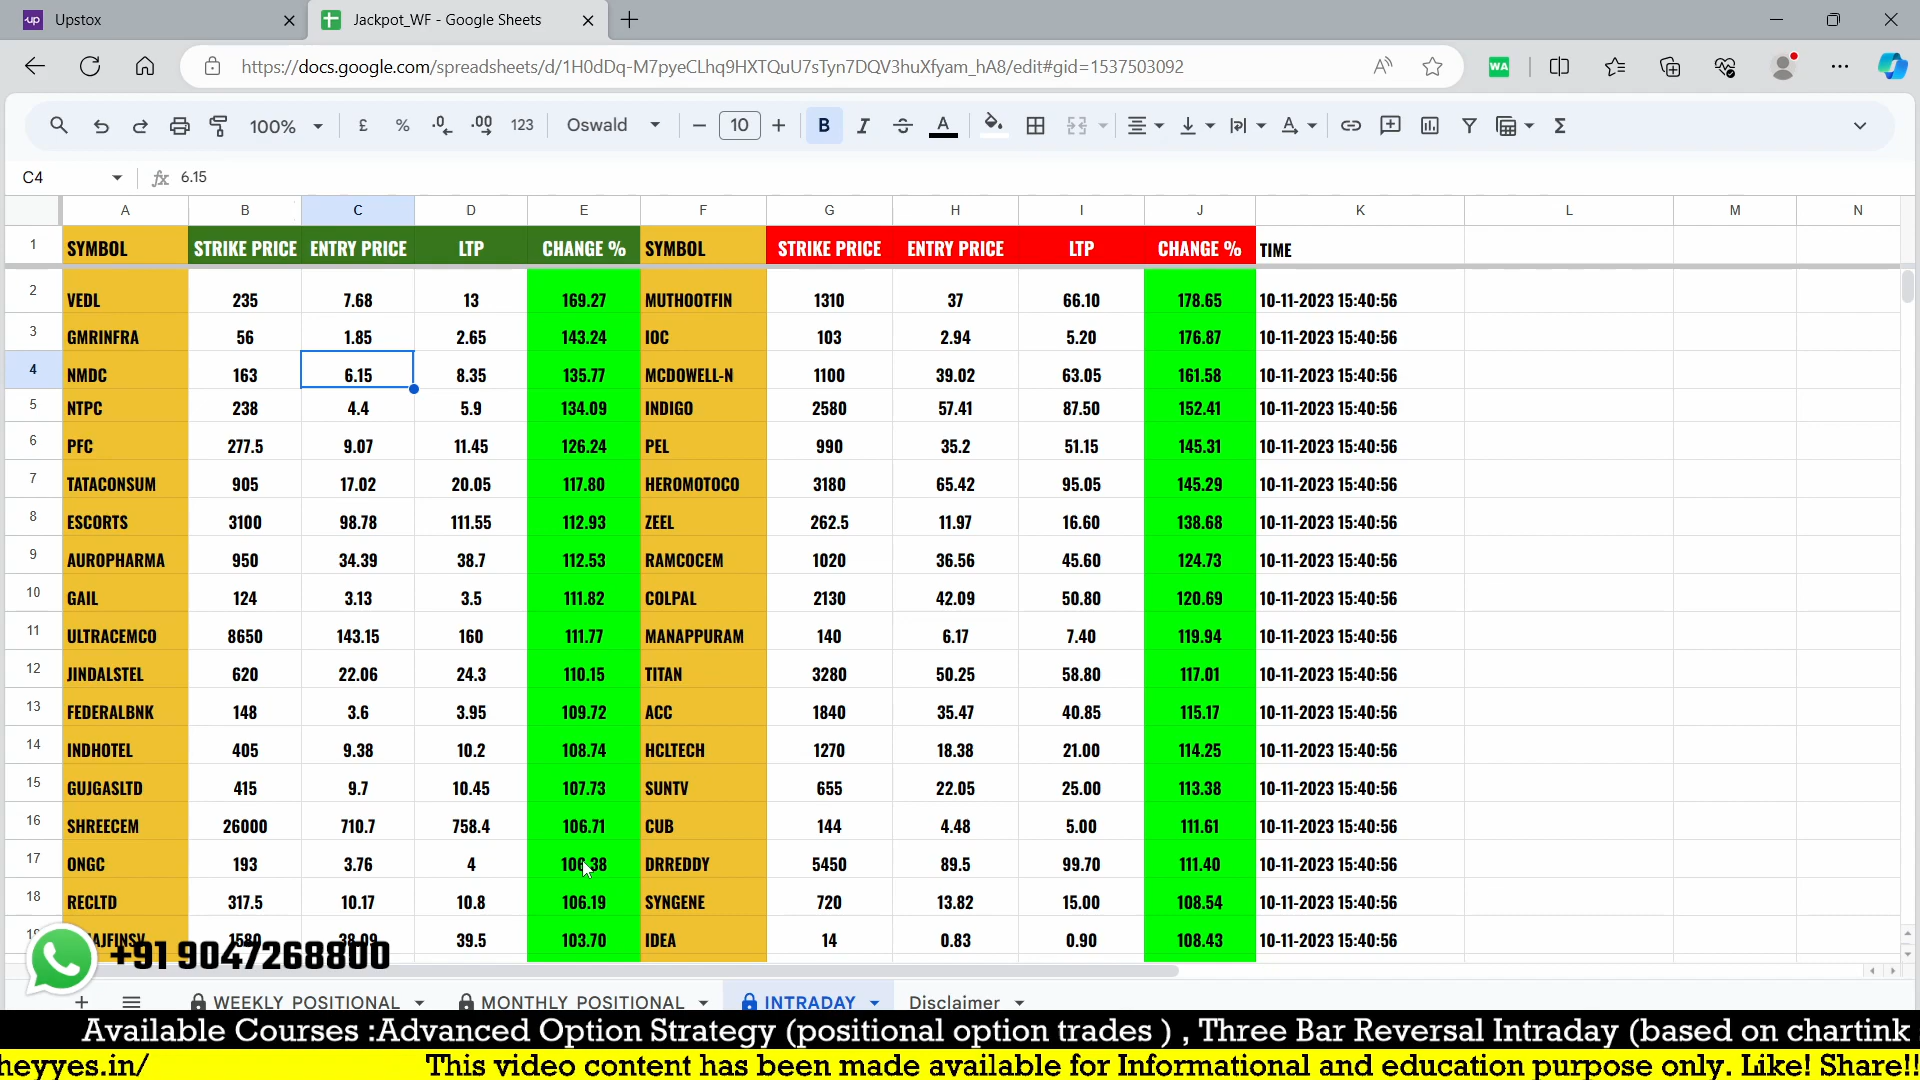 Upstox
Jackpot_WF - Google Sheets
https://docs.google.com/spreadsheets/d/1H0dDq-M7pyeCLhq9HXTQuU7sTyn7DQV3huXfyam_hA8/edit#gid=1537503092
WA
100% £ % .0 .00 123 Oswald 10 B I S A
C4 fx 6.15
A B C D E F G H I J K L M N
1 SYMBOL STRIKE PRICE ENTRY PRICE LTP CHANGE % SYMBOL STRIKE PRICE ENTRY PRICE LTP CHANGE % TIME
2 VEDL 235 7.68 13 169.27 MUTHOOTFIN 1310 37 66.10 178.65 10-11-2023 15:40:56
3 GMRINFRA 56 1.85 2.65 143.24 IOC 103 2.94 5.20 176.87 10-11-2023 15:40:56
4 NMDC 163 6.15 8.35 135.77 MCDOWELL-N 1100 39.02 63.05 161.58 10-11-2023 15:40:56
5 NTPC 238 4.4 5.9 134.09 INDIGO 2580 57.41 87.50 152.41 10-11-2023 15:40:56
6 PFC 277.5 9.07 11.45 126.24 PEL 990 35.2 51.15 145.31 10-11-2023 15:40:56
7 TATACONSUM 905 17.02 20.05 117.80 HEROMOTOCO 3180 65.42 95.05 145.29 10-11-2023 15:40:56
8 ESCORTS 3100 98.78 111.55 112.93 ZEEL 262.5 11.97 16.60 138.68 10-11-2023 15:40:56
9 AUROPHARMA 950 34.39 38.7 112.53 RAMCOCEM 1020 36.56 45.60 124.73 10-11-2023 15:40:56
10 GAIL 124 3.13 3.5 111.82 COLPAL 2130 42.09 50.80 120.69 10-11-2023 15:40:56
11 ULTRACEMCO 8650 143.15 160 111.77 MANAPPURAM 140 6.17 7.40 119.94 10-11-2023 15:40:56
12 JINDALSTEL 620 22.06 24.3 110.15 TITAN 3280 50.25 58.80 117.01 10-11-2023 15:40:56
13 FEDERALBNK 148 3.6 3.95 109.72 ACC 1840 35.47 40.85 115.17 10-11-2023 15:40:56
14 INDHOTEL 405 9.38 10.2 108.74 HCLTECH 1270 18.38 21.00 114.25 10-11-2023 15:40:56
15 GUJGASLTD 415 9.7 10.45 107.73 SUNTV 655 22.05 25.00 113.38 10-11-2023 15:40:56
16 SHREECEM 26000 710.7 758.4 106.71 CUB 144 4.48 5.00 111.61 10-11-2023 15:40:56
17 ONGC 193 3.76 4 106.38 DRREDDY 5450 89.5 99.70 111.40 10-11-2023 15:40:56
18 RECLTD 317.5 10.17 10.8 106.19 SYNGENE 720 13.82 15.00 108.54 10-11-2023 15:40:56
AJFINSV 1580 38.09 39.5 103.70 IDEA 14 0.83 0.90 108.43 10-11-2023 15:40:56
+91 9047268800
WEEKLY POSITIONAL MONTHLY POSITIONAL INTRADAY Disclaimer
Available Courses :Advanced Option Strategy (positional option trades ) , Three Bar Reversal Intraday (based on chartink
heyyes.in/ This video content has been made available for Informational and education purpose only. Like! Share!!